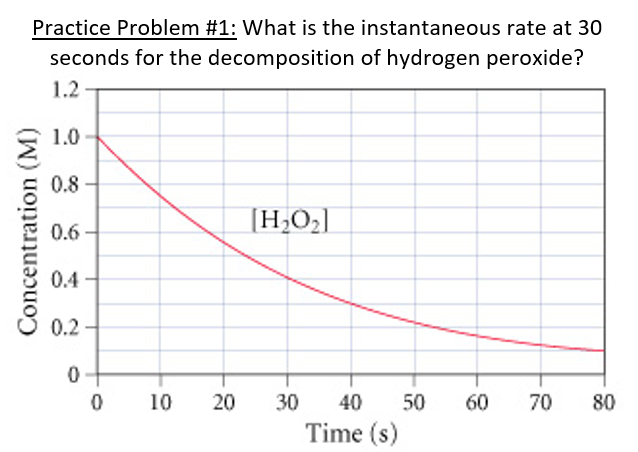 Practice Problem #1: What is the instantaneous rate at 30
seconds for the decomposition of hydrogen peroxide?
1.2
1.0
0.8
0.6
0.4
0.2
0
Concentration (M)
[H₂O₂]
0 10 20 30 40 50 60 70 80
Time (s)